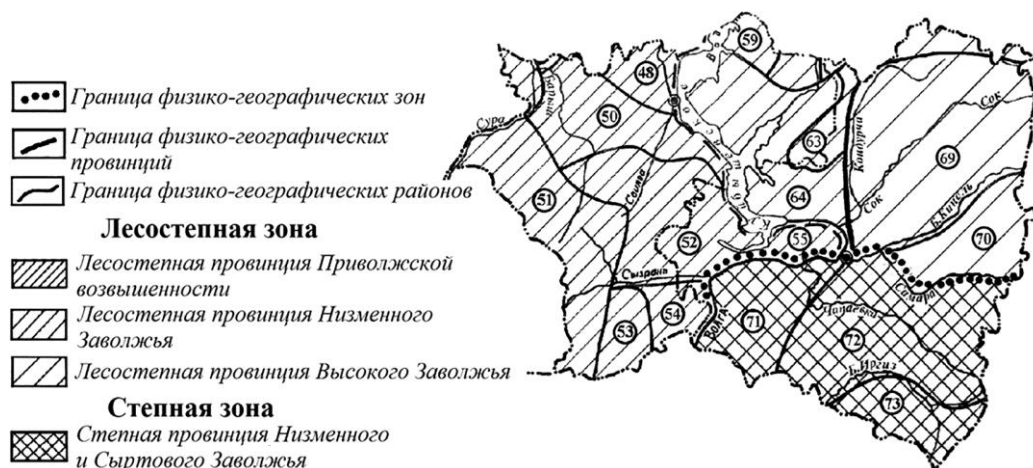 Граница физико-географических зон
Граница физико-географических
провинций
Граница физико-географических районов
Лесостепная зона
Лесостепная провинция Приволжской
возвышенности
Лесостепная провинция Низменного
Заволжья
Лесостепная провинция Высокого Заволжья
Степная зона
Степная провинция Низменного
и Сыртового Заволжья
59
48
50
Сура
63
Сок
Кондурча
69
51
Свияга
64
Сок
Б.Кинель
52
55
70
Сызрань
Самара
53
54
Волга
71
Чапаевка
72
Б.Иргиз
73